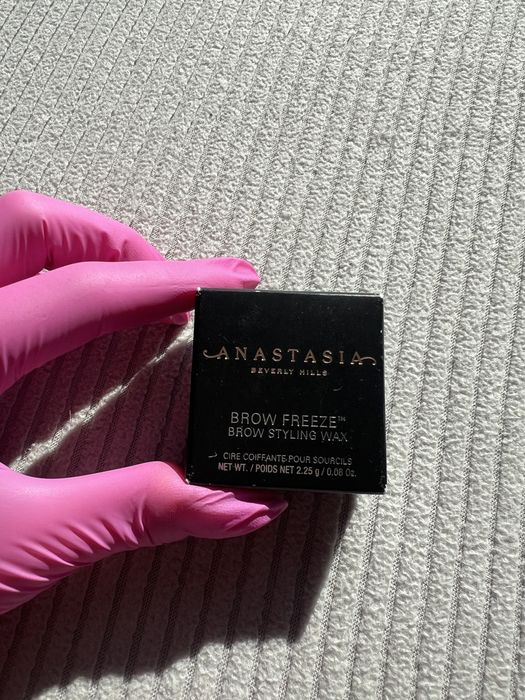 ANASTASIA
BEVERLY HILLS
BROW FREEZE™
BROW STYLING WAX
CIRE COIFFANTE POUR SOURCILS
NET WT. / POIDS NET 2.25 g / 0.08 Oz.